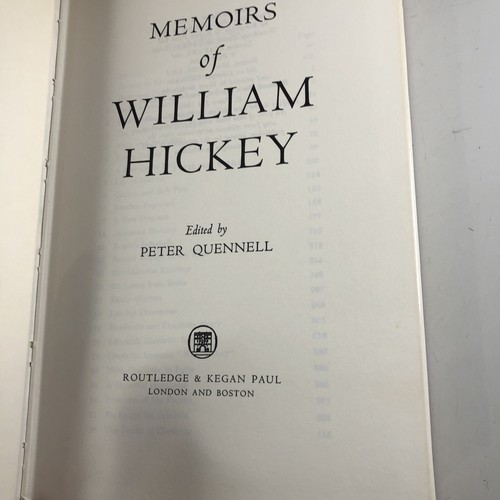 MEMOIRS
of
WILLIAM
HICKEY
Edited by
PETER QUENNELL
ROUTLEDGE & KEGAN PAUL
LONDON AND BOSTON